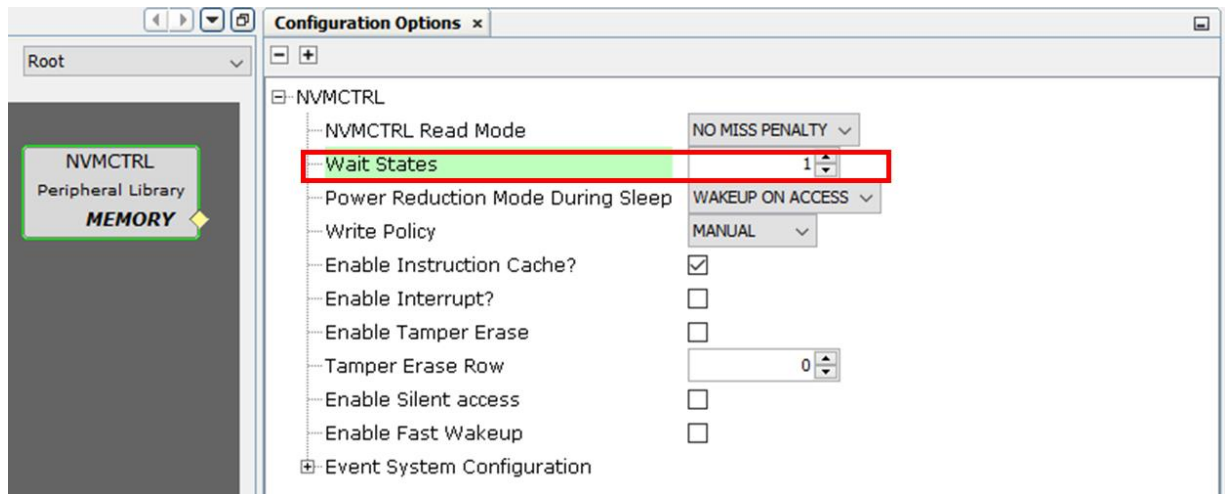 Root
NVMCTRL
Peripheral Library
MEMORY
Configuration Options ×
NVMCTRL
NVMCTRL Read Mode NO MISS PENALTY
Wait States 1
Power Reduction Mode During Sleep WAKEUP ON ACCESS
Write Policy MANUAL
Enable Instruction Cache?
Enable Interrupt?
Enable Tamper Erase
Tamper Erase Row 0
Enable Silent access
Enable Fast Wakeup
Event System Configuration